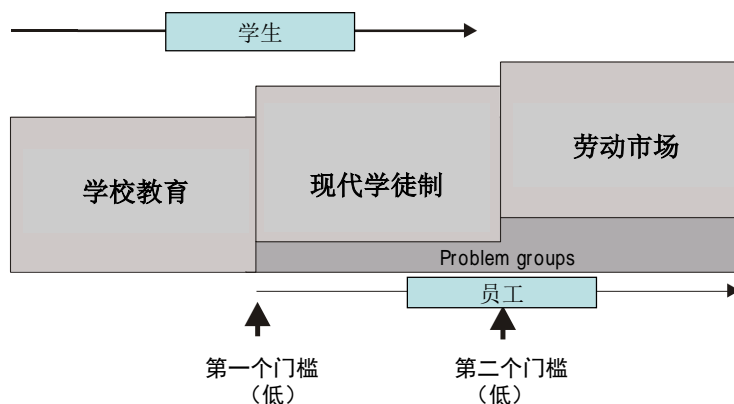 学生
学校教育
现代学徒制
劳动市场
Problem groups
员工
第一个门槛
（低）
第二个门槛
（低）